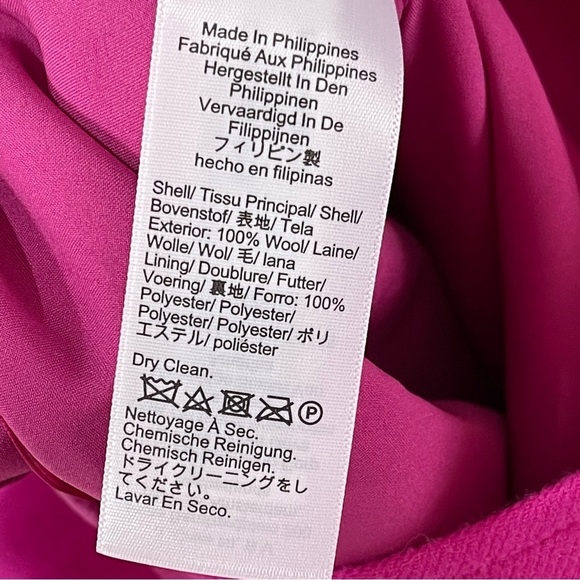 Made In Philippines
Fabriqué Aux Philippines
Hergestellt In Den
Philippinen
Vervaardigd In De
Filippijnen
フィリピン製
hecho en filipinas
Shell/ Tissu Principal/ Shell/
Bovenstof/ 表地/ Tela
Exterior: 100% Wool/ Laine/
Wolle/ Wol/ 毛/ lana
Lining/ Doublure/ Futter/
Voering/ 裏地/ Forro: 100%
Polyester/ Polyester/
Polyester/ Polyester/ ポリ
エステル/ poliéster
Dry Clean.
P
Nettoyage À Sec.
Chemische Reinigung.
Chemisch Reinigen.
ドライクリーニングをし
てください。
Lavar En Seco.